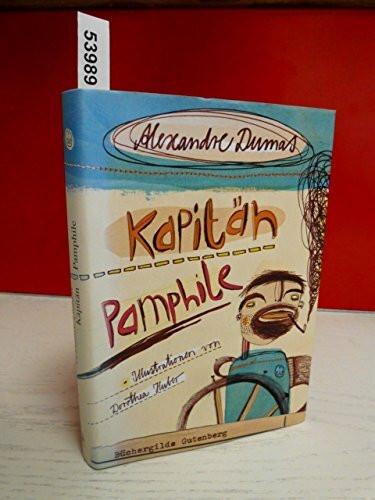 53989
Alexandre Dumas
Kapitän
Pamphile
Illustrationen von
Dorothea Huber
Büchergilde Gutenberg
Kapitän Pamphile